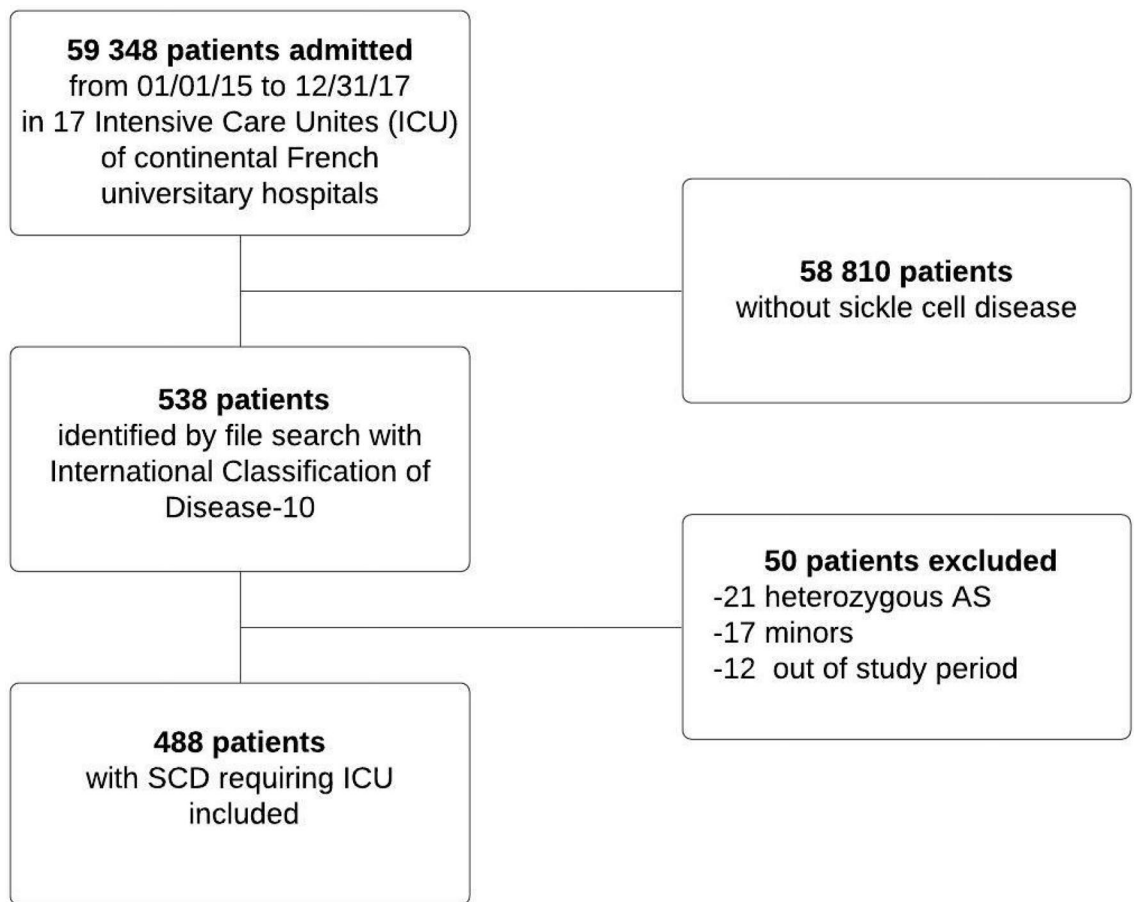 59 348 patients admitted
from 01/01/15 to 12/31/17
in 17 Intensive Care Unites (ICU)
of continental French
universitary hospitals
58 810 patients
without sickle cell disease
538 patients
identified by file search with
International Classification of
Disease-10
50 patients excluded
-21 heterozygous AS
-17 minors
-12  out of study period
488 patients
with SCD requiring ICU
included